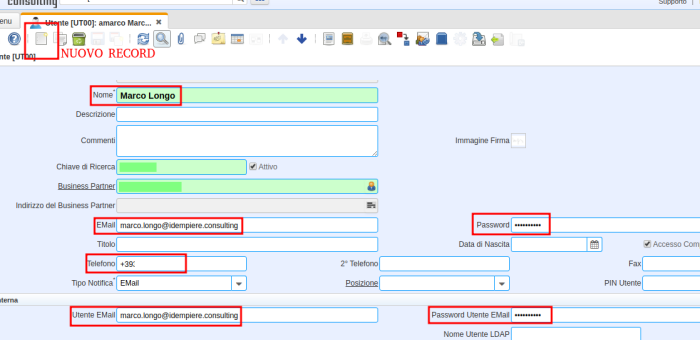 consulting
Supporto
enu
Utente [UT00]: amarco Marc...
NUOVO RECORD
nte [UT00]
Nome* Marco Longo
Descrizione
Commenti
Immagine Firma
Chiave di Ricerca Attivo
Business Partner
Indirizzo del Business Partner
EMail marco.longo@idempiere.consulting Password ••••••••••
Titolo Data di Nascita Accesso Com
Telefono +39 2° Telefono Fax
Tipo Notifica* EMail Posizione PIN Utente
nterna
Utente EMail marco.longo@idempiere.consulting Password Utente EMail ••••••••••
Nome Utente LDAP